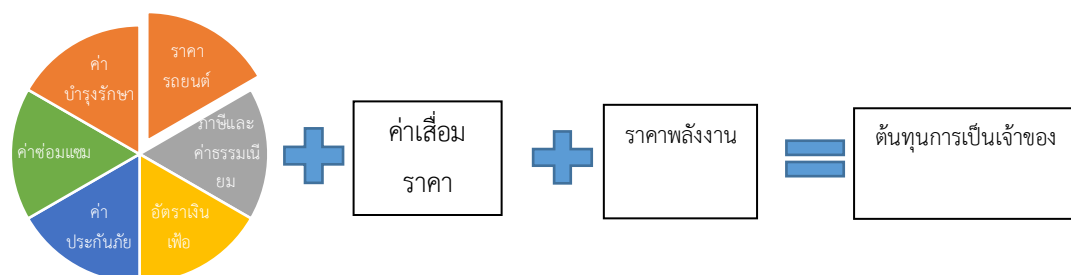 ราคา
รถยนต์
ภาษีและ
ค่าธรรมเนี
ยม
อัตราเงิน
เฟ้อ
ค่า
ประกันภัย
ค่าซ่อมแซม
ค่า
บำรุงรักษา
ค่าเสื่อม
ราคา
ราคาพลังงาน
ต้นทุนการเป็นเจ้าของ